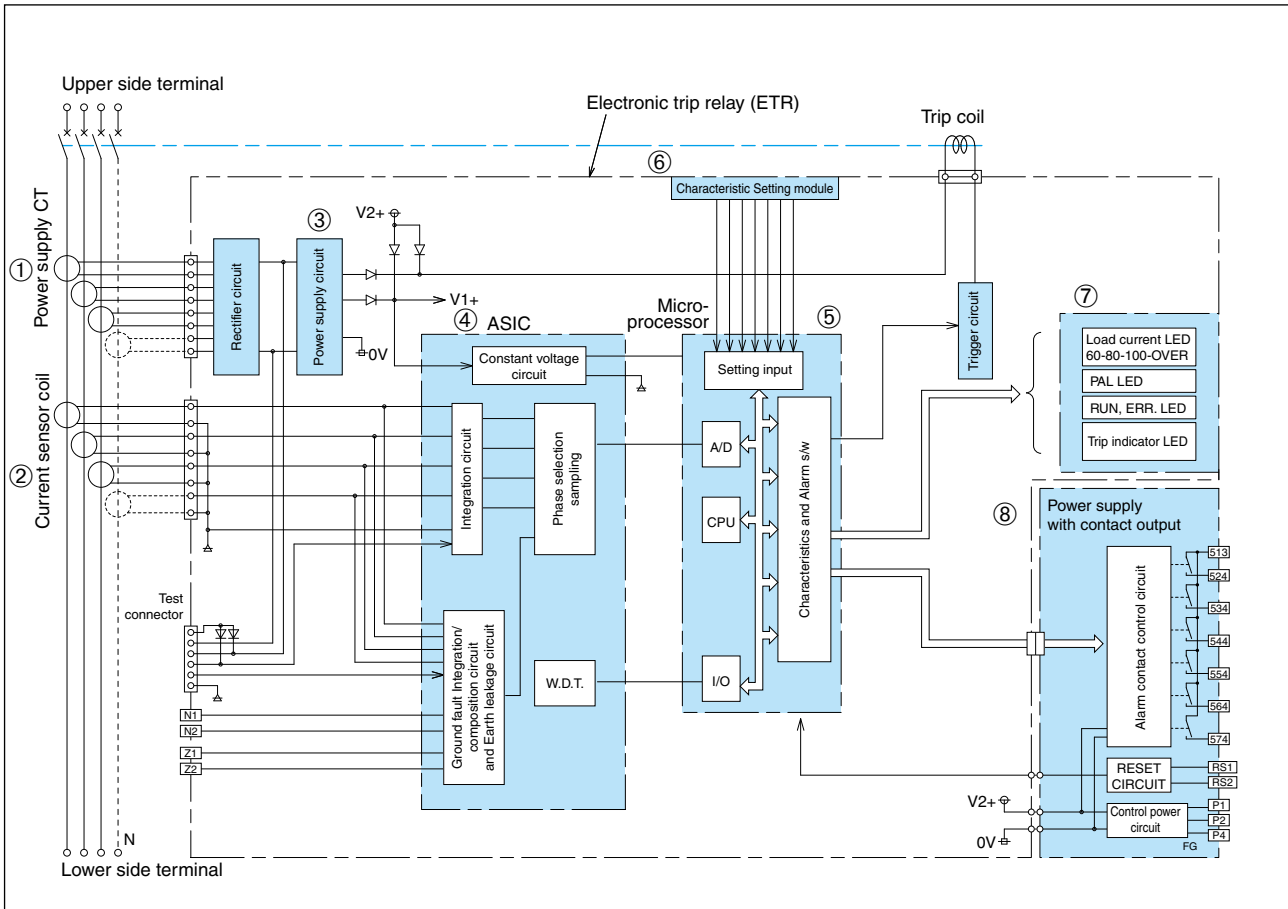 Upper side terminal
Electronic trip relay (ETR)
Trip coil
⑥
Characteristic Setting module
Power supply CT
①
Rectifier circuit
③
Power supply circuit
V2+
V1+
0V
Micro-
processor
⑤
④
ASIC
Constant voltage
circuit
Setting input
Trigger circuit
⑦
Load current LED
60-80-100-OVER
PAL LED
RUN, ERR. LED
Trip indicator LED
Current sensor coil
②
Integration circuit
Phase selection
sampling
A/D
CPU
I/O
Characteristics and Alarm s/w
⑧
Power supply
with contact output
Alarm contact control circuit
513
524
534
544
554
564
574
Test
connector
Ground fault Integration/
composition circuit
and Earth leakage circuit
W.D.T.
N1
N2
Z1
Z2
RESET
CIRCUIT
RS1
RS2
V2+
0V
Control power
circuit
P1
P2
P4
FG
N
Lower side terminal